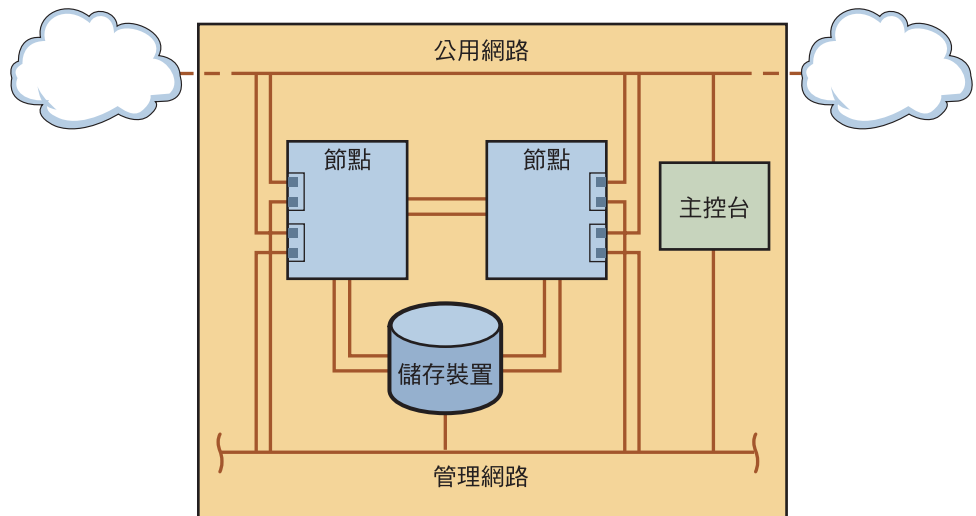 公用網路
節點
節點
主控台
儲存裝置
管理網路